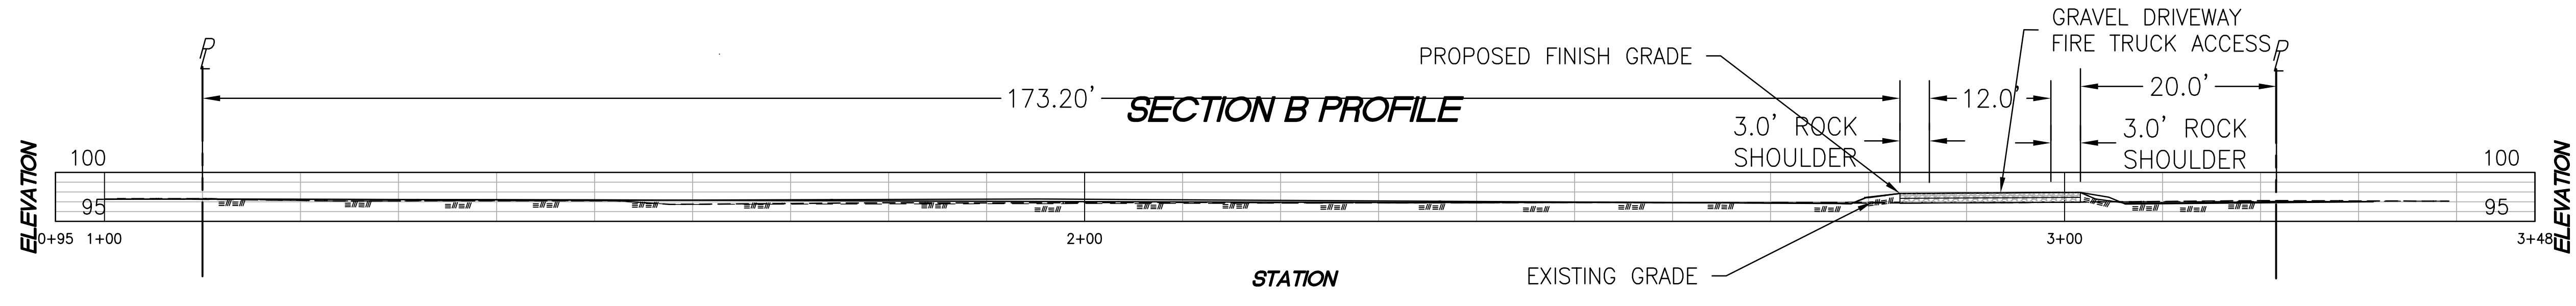 GRAVEL DRIVEWAY
FIRE TRUCK ACCESS
PROPOSED FINISH GRADE
P
L
P
L
173.20'
12.0'
20.0'
SECTION B PROFILE
3.0' ROCK
SHOULDER
3.0' ROCK
SHOULDER
ELEVATION
100
95
100
95
ELEVATION
0+95
1+00
2+00
3+00
3+48
STATION
EXISTING GRADE